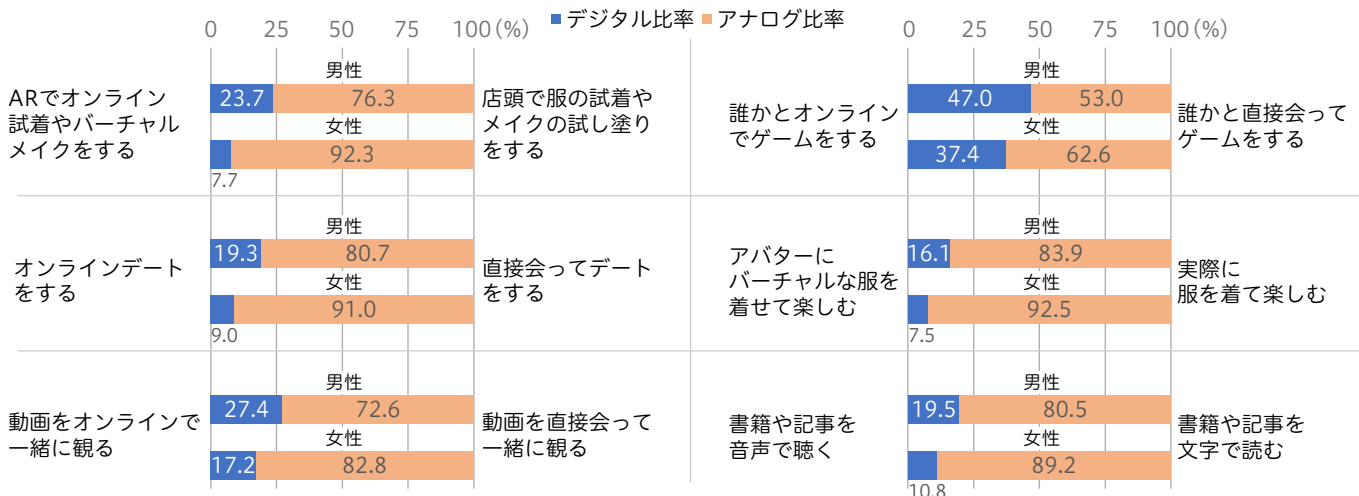 ■デジタル比率 ■アナログ比率
0 25 50 75 100(%)
ARでオンライン
試着やバーチャル
メイクをする
男性
23.7 76.3
女性
92.3
7.7
店頭で服の試着や
メイクの試し塗り
をする
0 25 50 75 100(%)
誰かとオンライン
でゲームをする
男性
47.0 53.0
女性
37.4 62.6
誰かと直接会って
ゲームをする
オンラインデート
をする
男性
19.3 80.7
女性
91.0
9.0
直接会ってデート
をする
アバターに
バーチャルな服を
着せて楽しむ
男性
16.1 83.9
女性
92.5
7.5
実際に
服を着て楽しむ
動画をオンラインで
一緒に観る
男性
27.4 72.6
女性
17.2 82.8
動画を直接会って
一緒に観る
書籍や記事を
音声で聴く
男性
19.5 80.5
女性
89.2
10.8
書籍や記事を
文字で読む